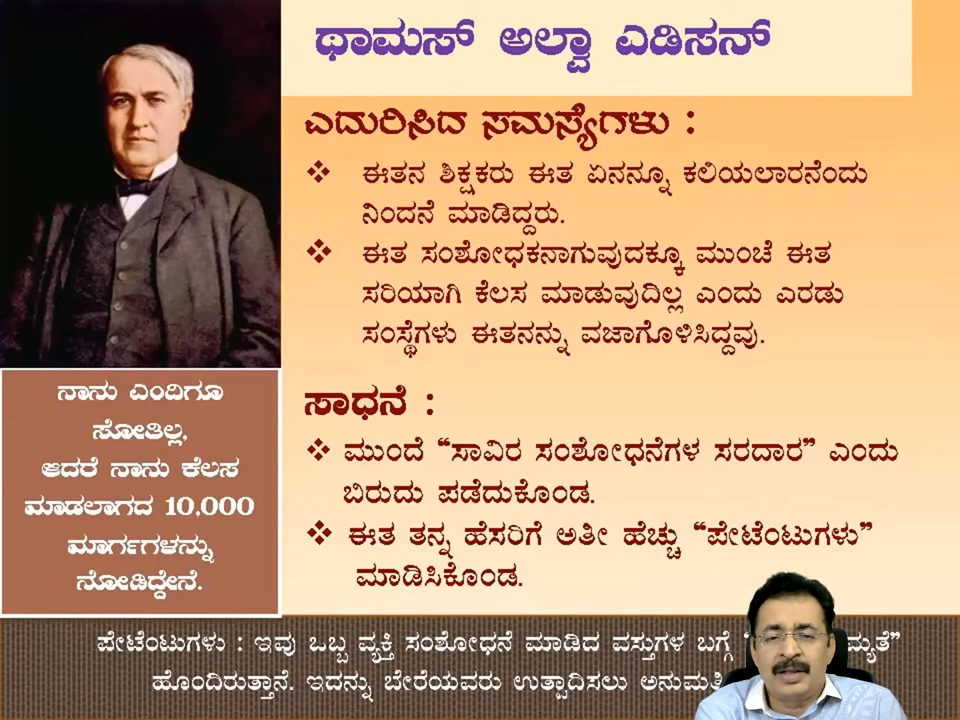 ಥಾಮಸ್ ಅಲ್ವಾ ಎಡಿಸನ್
ಎದುರಿಸಿದ ಸಮಸ್ಯೆಗಳು :
❖ ಈತನ ಶಿಕ್ಷಕರು ಈತ ಏನನ್ನೂ ಕಲಿಯಲಾರನೆಂದು
ನಿಂದನೆ ಮಾಡಿದ್ದರು.
❖ ಈತ ಸಂಶೋಧಕನಾಗುವುದಕ್ಕೂ ಮುಂಚೆ ಈತ
ಸರಿಯಾಗಿ ಕೆಲಸ ಮಾಡುವುದಿಲ್ಲ ಎಂದು ಎರಡು
ಸಂಸ್ಥೆಗಳು ಈತನನ್ನು ವಜಾಗೊಳಿಸಿದ್ದವು.
ಸಾಧನೆ :
❖ ಮುಂದೆ “ಸಾವಿರ ಸಂಶೋಧನೆಗಳ ಸರದಾರ” ಎಂದು
ಬಿರುದು ಪಡೆದುಕೊಂಡ.
❖ ಈತ ತನ್ನ ಹೆಸರಿಗೆ ಅತೀ ಹೆಚ್ಚು “ಪೇಟೆಂಟುಗಳು”
ಮಾಡಿಸಿಕೊಂಡ.
ನಾನು ಎಂದಿಗೂ
ಸೋತಿಲ್ಲ,
ಆದರೆ ನಾನು ಕೆಲಸ
ಮಾಡಲಾಗದ 10,000
ಮಾರ್ಗಗಳನ್ನು
ನೋಡಿದ್ದೇನೆ.
ಪೇಟೆಂಟುಗಳು : ಇವು ಒಬ್ಬ ವ್ಯಕ್ತಿ ಸಂಶೋಧನೆ ಮಾಡಿದ ವಸ್ತುಗಳ ಬಗ್ಗೆ
ಹೊಂದಿರುತ್ತಾನೆ. ಇದನ್ನು ಬೇರೆಯವರು ಉತ್ಪಾದಿಸಲು